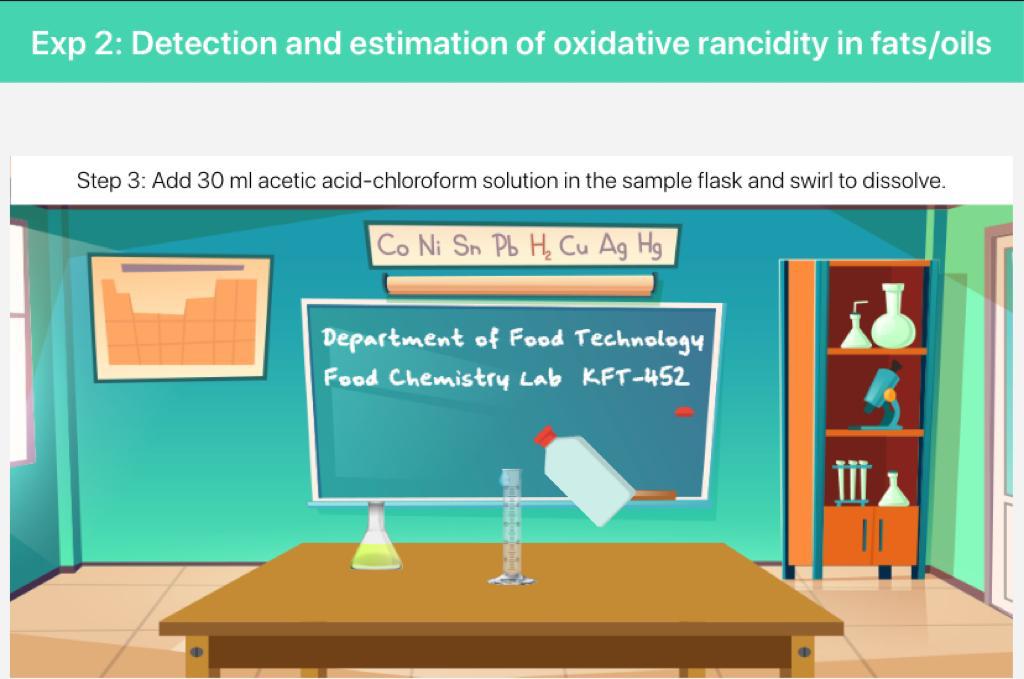 Exp 2: Detection and estimation of oxidative rancidity in fats/oils
Step 3: Add 30 ml acetic acid-chloroform solution in the sample flask and swirl to dissolve.
Co Ni Sn Pb H₂ Cu Ag Hg
Department of Food Technology
Food Chemistry Lab KFT-452